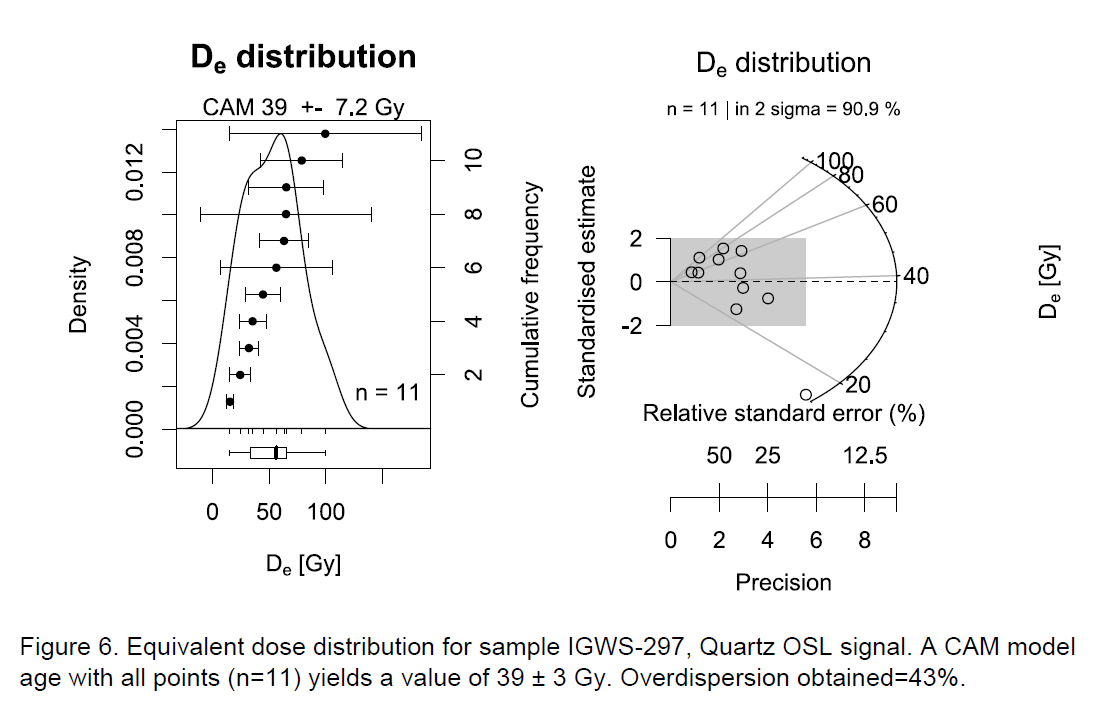 De distribution
CAM 39 +- 7.2 Gy
Density
0.000
0.004
0.008
0.012
2
4
6
8
10
Cumulative frequency
n = 11
0 50 100
De [Gy]
De distribution
n = 11 | in 2 sigma = 90.9 %
Standardised estimate
2
0
-2
100
80
60
40
20
De [Gy]
Relative standard error (%)
50 25 12.5
0 2 4 6 8
Precision
Figure 6. Equivalent dose distribution for sample IGWS-297, Quartz OSL signal. A CAM model
age with all points (n=11) yields a value of 39 ± 3 Gy. Overdispersion obtained=43%.